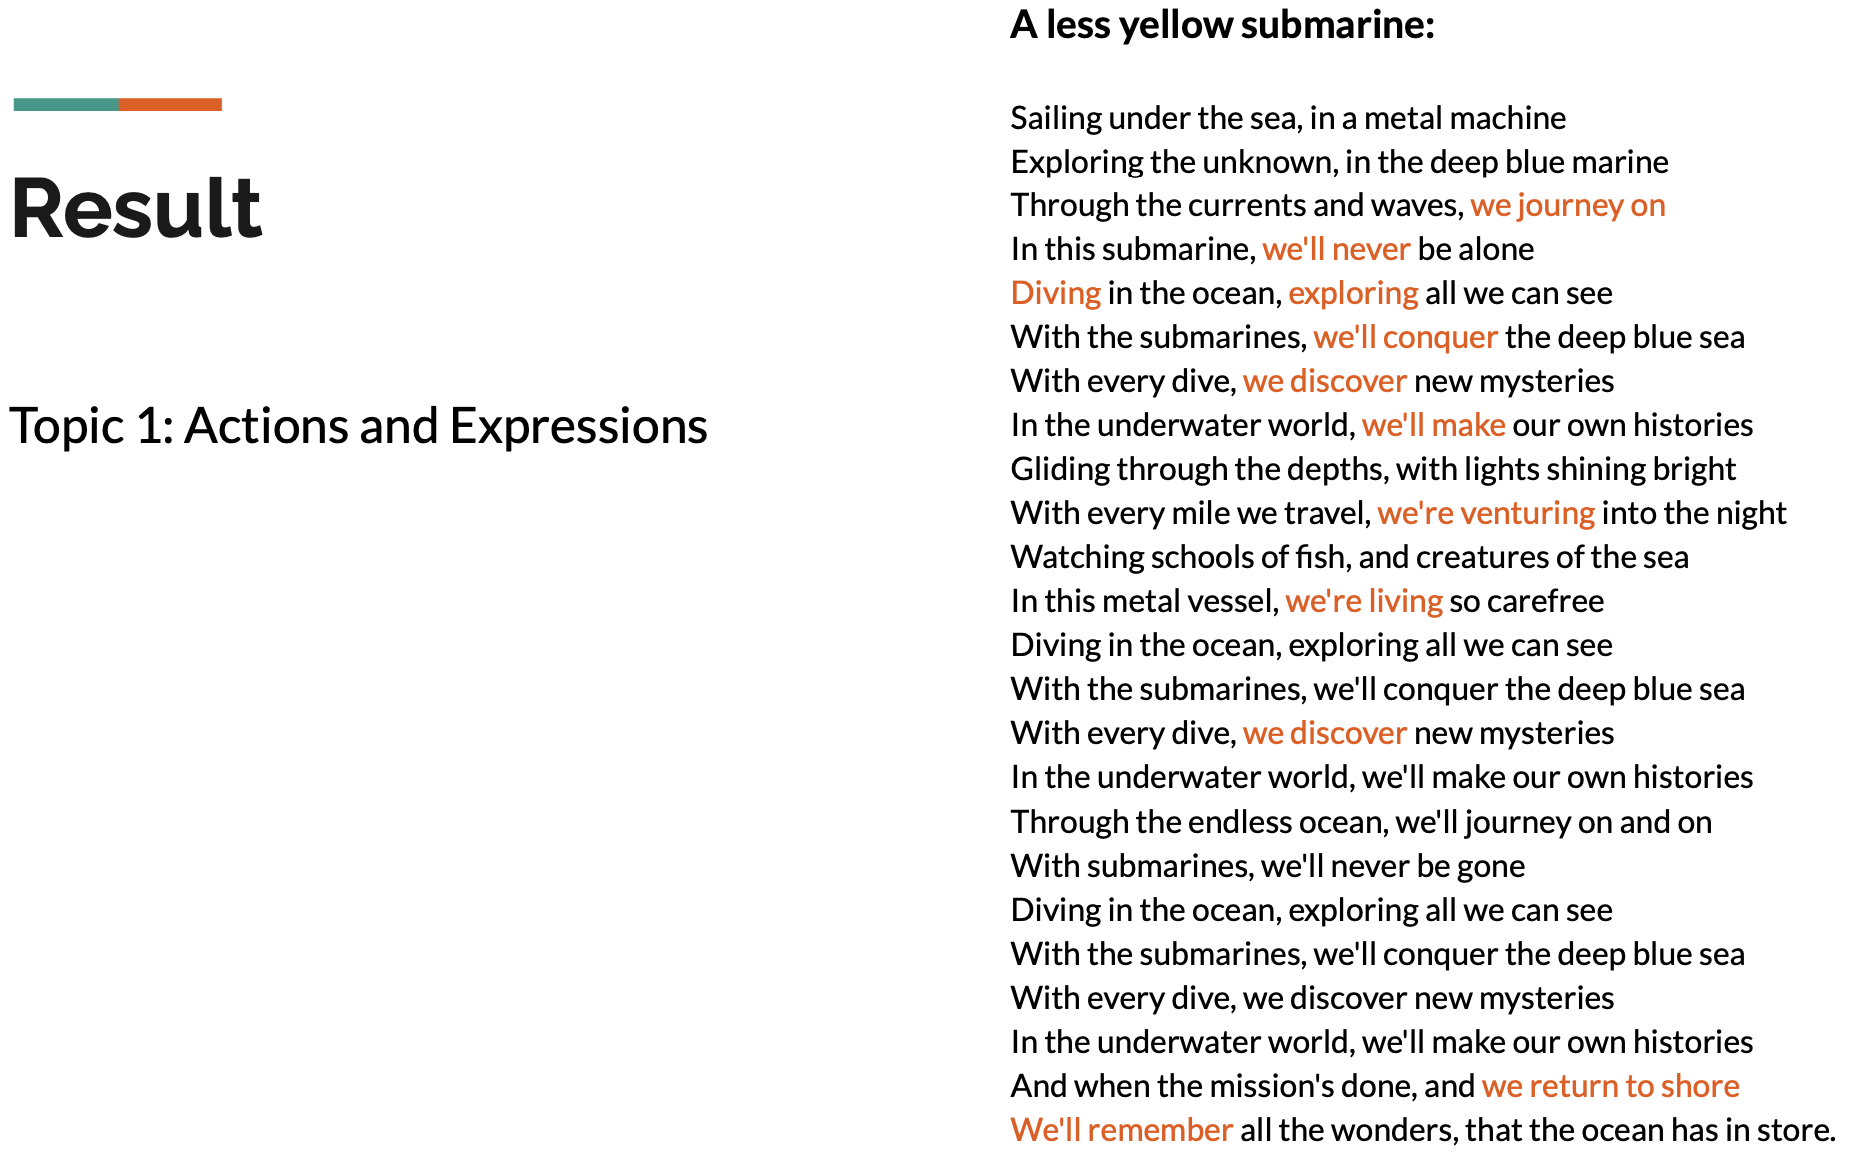 Result
Topic 1: Actions and Expressions
A less yellow submarine:
Sailing under the sea, in a metal machine
Exploring the unknown, in the deep blue marine
Through the currents and waves, we journey on
In this submarine, we'll never be alone
Diving in the ocean, exploring all we can see
With the submarines, we'll conquer the deep blue sea
With every dive, we discover new mysteries
In the underwater world, we'll make our own histories
Gliding through the depths, with lights shining bright
With every mile we travel, we're venturing into the night
Watching schools of fish, and creatures of the sea
In this metal vessel, we're living so carefree
Diving in the ocean, exploring all we can see
With the submarines, we'll conquer the deep blue sea
With every dive, we discover new mysteries
In the underwater world, we'll make our own histories
Through the endless ocean, we'll journey on and on
With submarines, we'll never be gone
Diving in the ocean, exploring all we can see
With the submarines, we'll conquer the deep blue sea
With every dive, we discover new mysteries
In the underwater world, we'll make our own histories
And when the mission's done, and we return to shore
We'll remember all the wonders, that the ocean has in store.